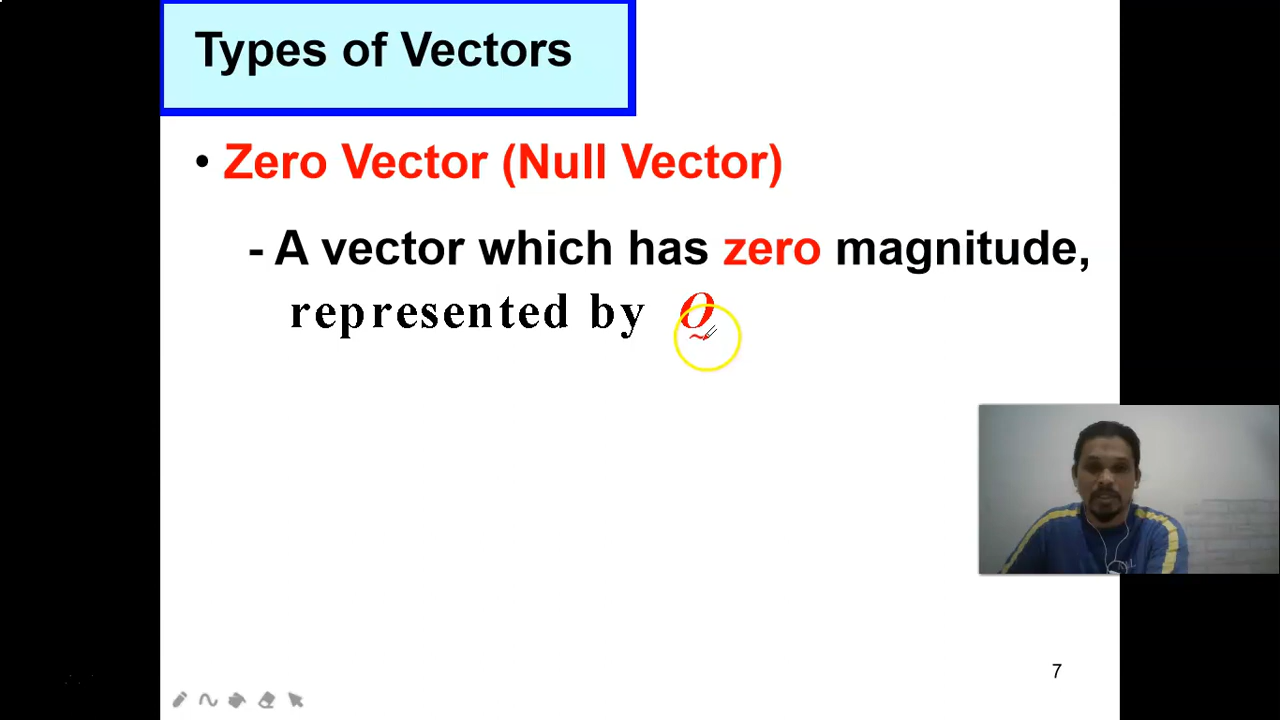 Types of Vectors
• Zero Vector (Null Vector)
- A vector which has zero magnitude,
represented by O̰
7